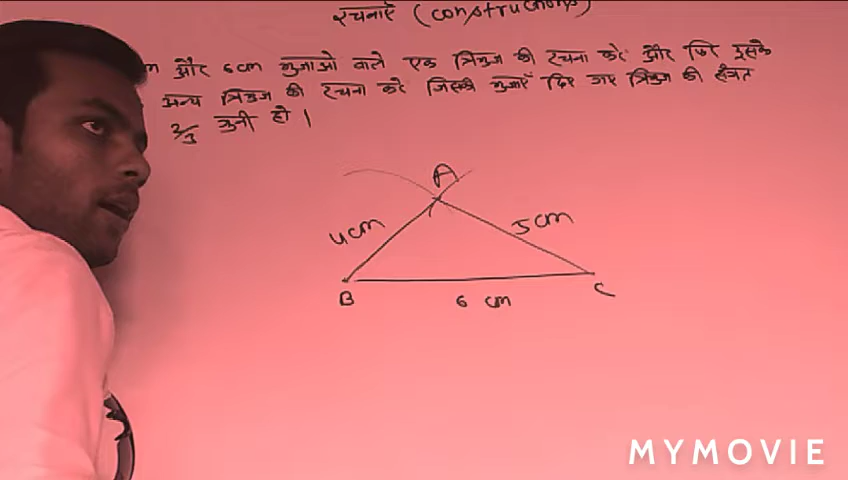 रचनाएँ (constructions)
m और 6cm भुजाओ वाले एक त्रिभुज की रचना करें और फिर इसके
अन्य त्रिभुज की रचना करें जिसकी भुजाएँ दिए गए त्रिभुज की संगत
2/3 गुनी हो ।
A
4cm
5cm
B
6 cm
C
MYMOVIE